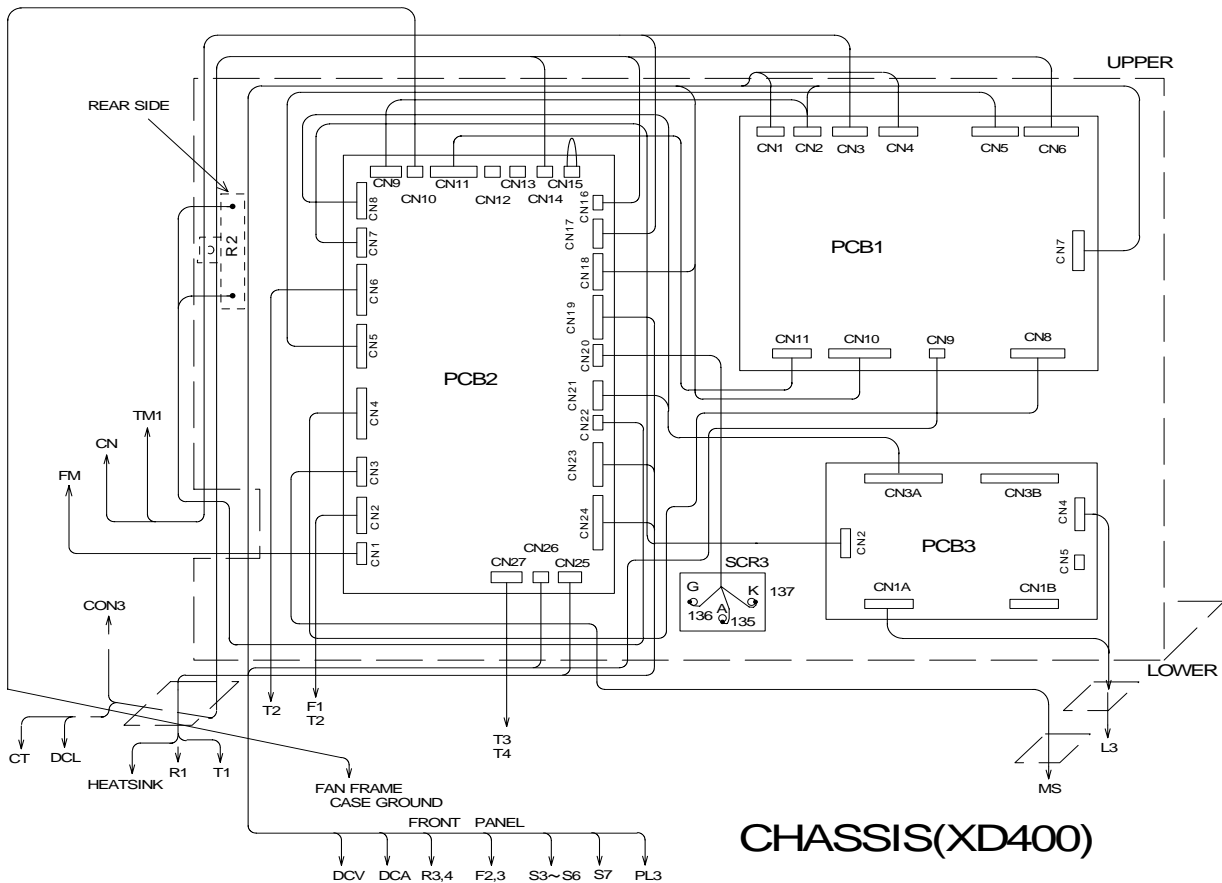 UPPER
REAR SIDE
CN1 CN2 CN3 CN4 CN5 CN6
CN9 CN11 CN13 CN15
CN10 CN12 CN14
CN16
CN8
R2
CN7
CN17
PCB1
CN7
CN18
CN6
CN19
CN5
CN20
CN11 CN10 CN9 CN8
PCB2
CN21
CN4
CN22
TM1
CN
CN23
FM
CN3
CN3A CN3B
CN24
CN4
CN2
CN2
PCB3
CN1
CN26
CN27 CN25
SCR3
CN5
G K 137
A
136 135
CN1A CN1B
CON3
LOWER
T2
F1
T2
T3
T4
CT DCL
HEATSINK R1 T1
L3
MS
FAN FRAME
CASE GROUND
FRONT PANEL
CHASSIS(XD400)
DCV DCA R3,4 F2,3 S3~S6 S7 PL3